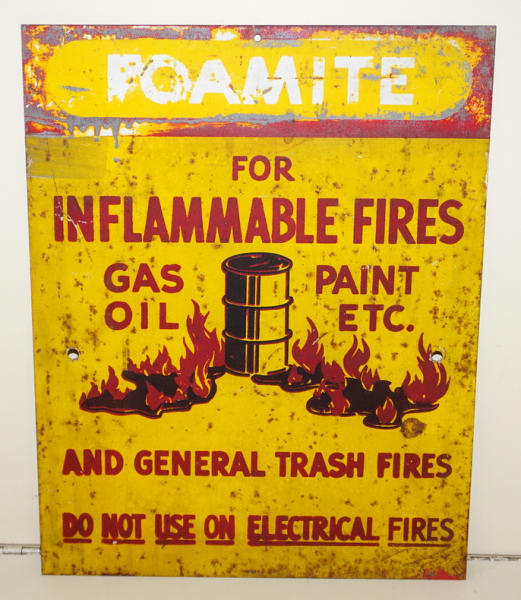 FOAMITE
FOR
INFLAMMABLE FIRES
GAS PAINT
OIL ETC.
AND GENERAL TRASH FIRES
DO NOT USE ON ELECTRICAL FIRES